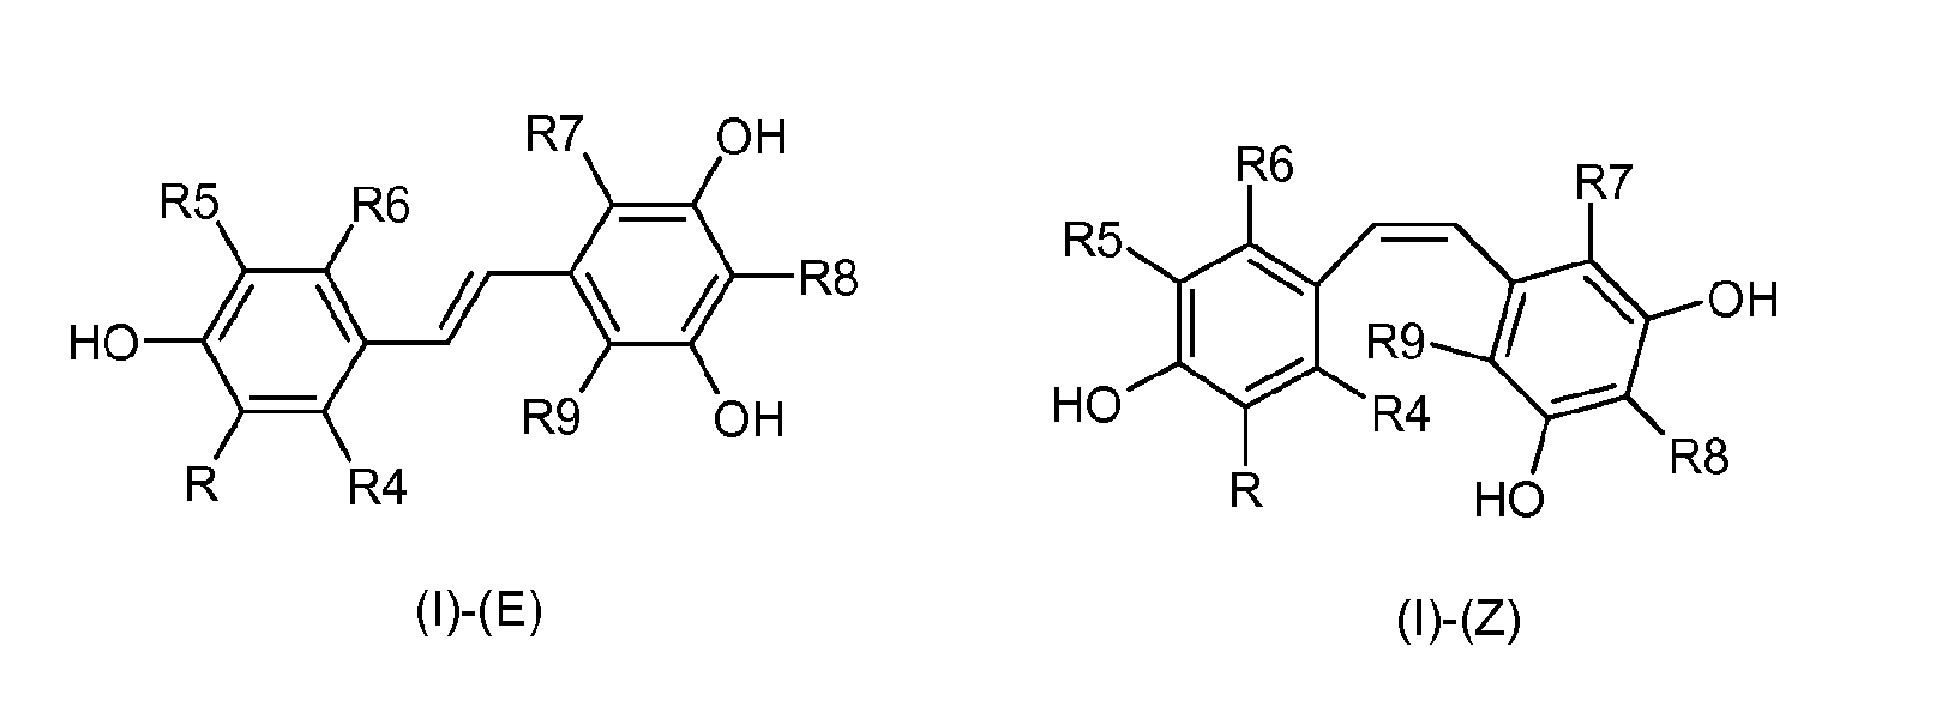 R7 OH
R5 R6
HO R8
R9 OH
R R4
(I)-(E)
R6 R7
R5 OH
R9
HO R4
R8
R HO
(I)-(Z)